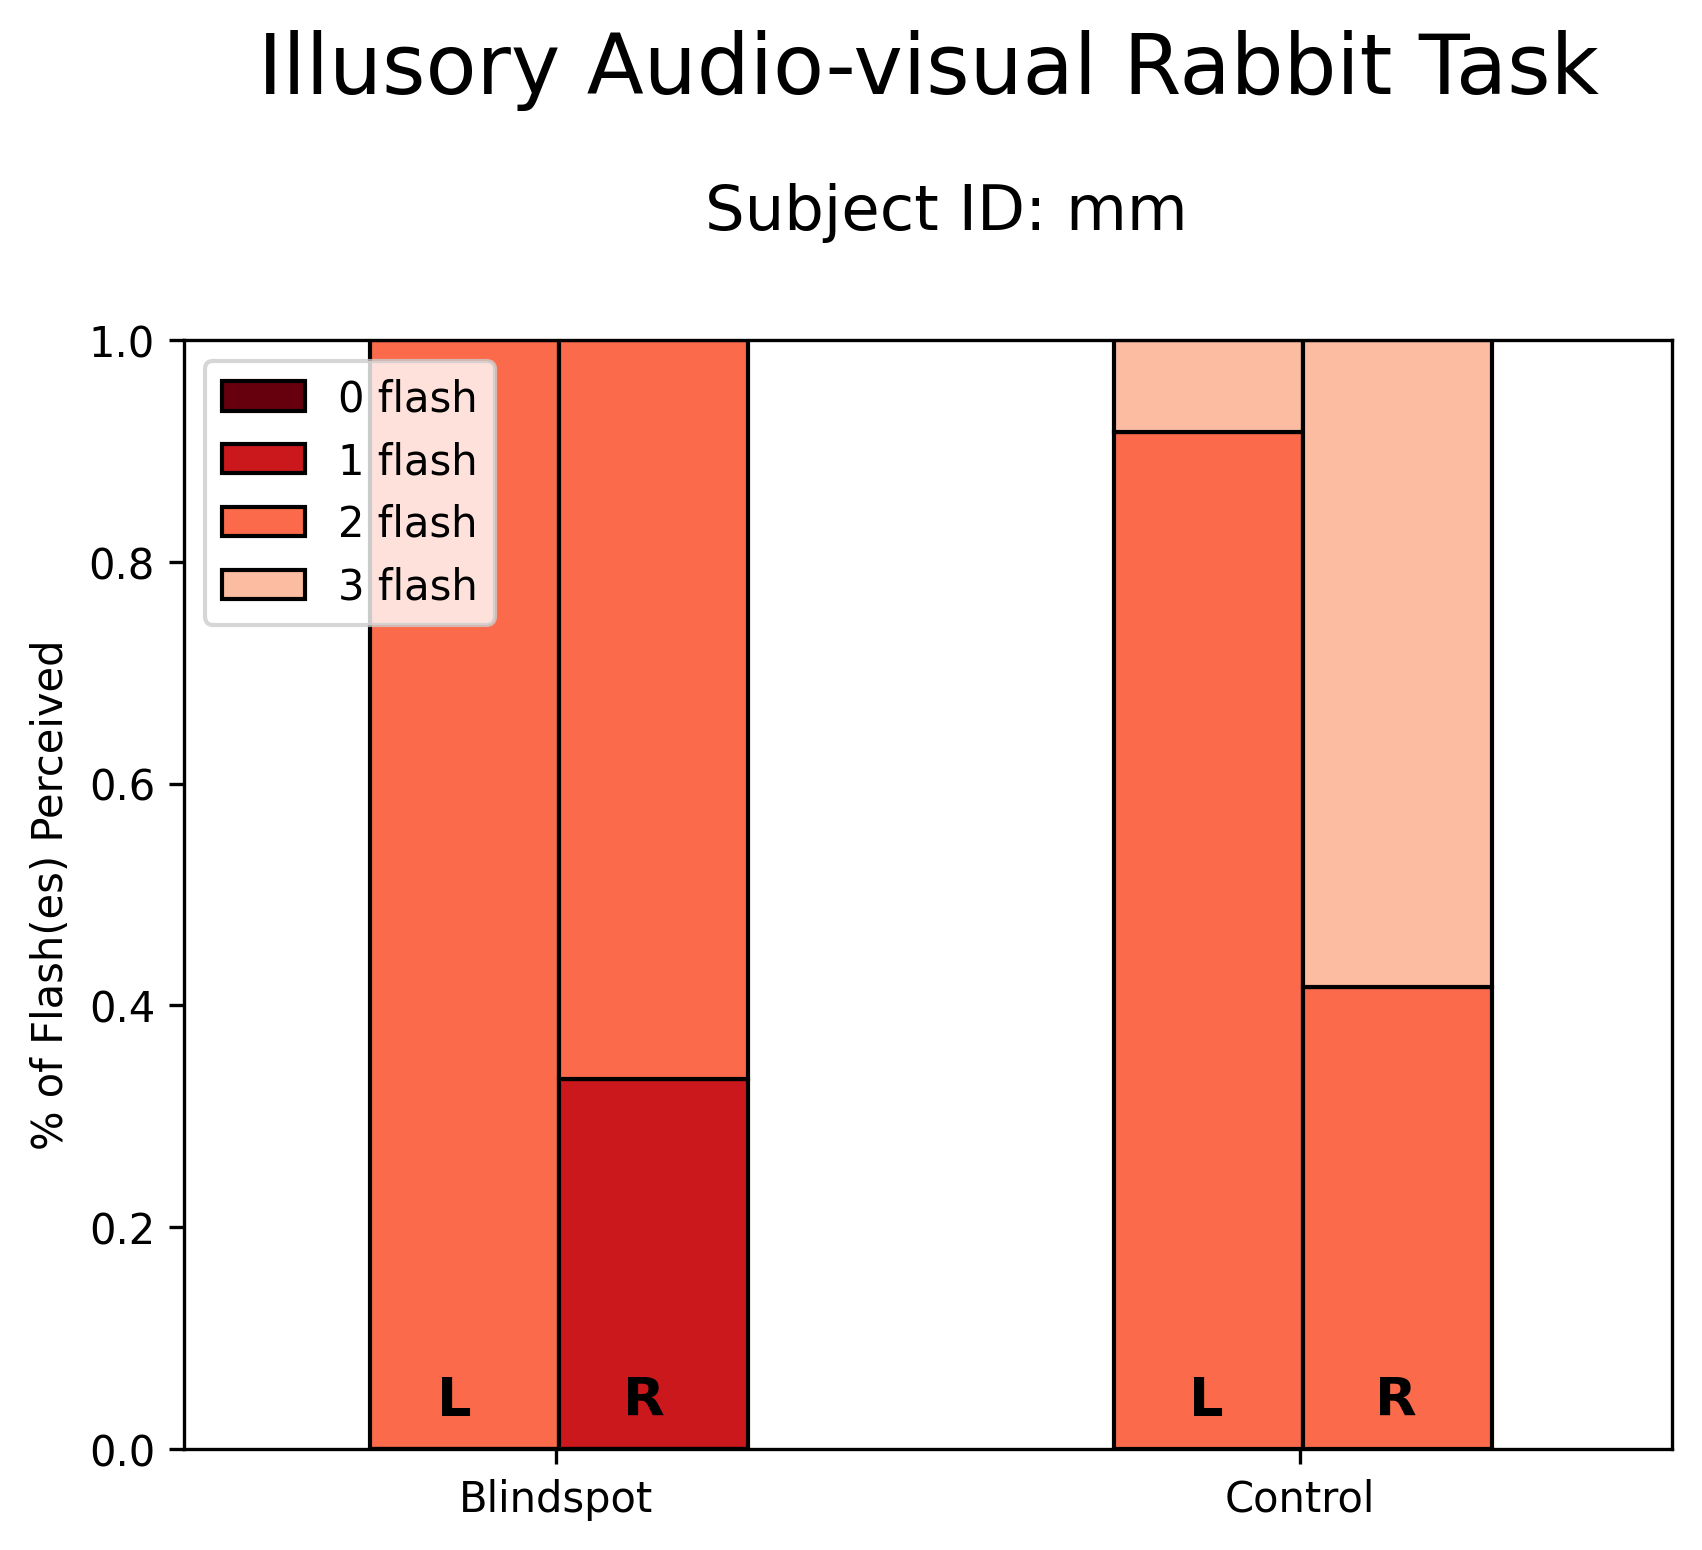 Illusory Audio-visual Rabbit Task
Subject ID: mm
% of Flash(es) Perceived
1.0
0.8
0.6
0.4
0.2
0.0
0 flash
1 flash
2 flash
3 flash
L R L R
Blindspot Control